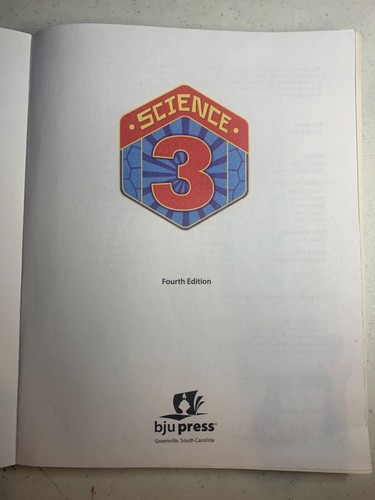 SCIENCE
3
Fourth Edition
bju press®
Greenville, South Carolina